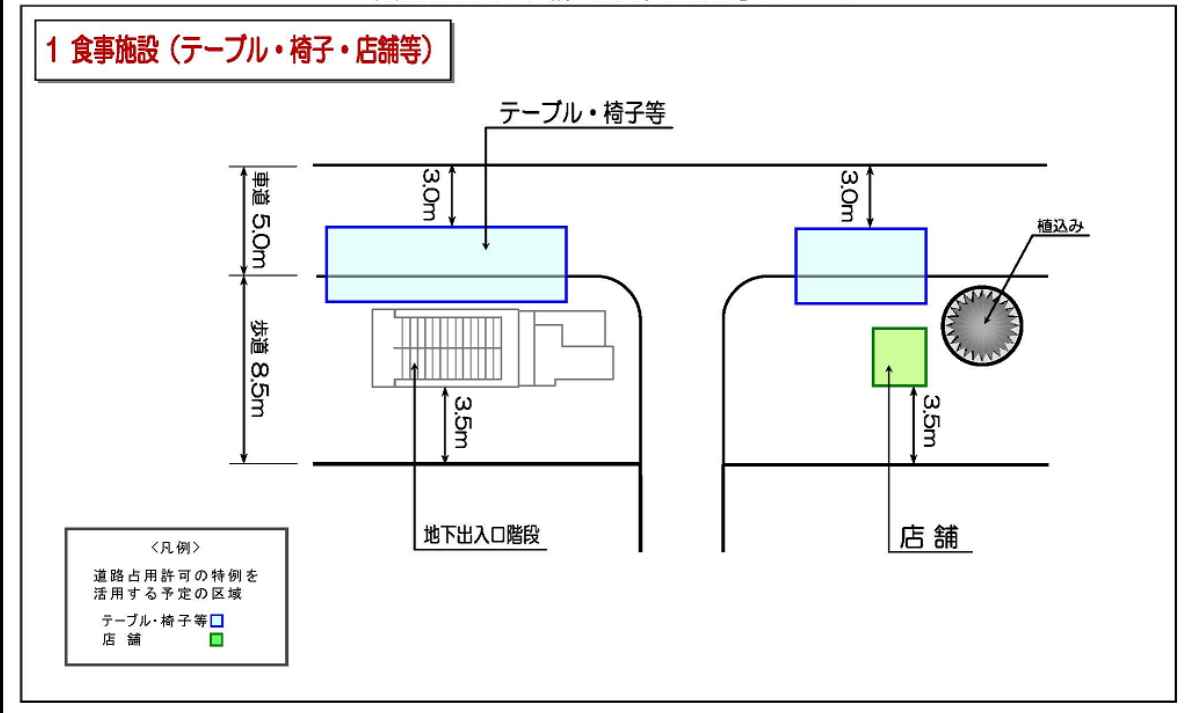 1 食事施設（テーブル・椅子・店舗等）
テーブル・椅子等
車道 5.0m
3.0m
3.0m
植込み
歩道 8.5m
3.5m
3.5m
地下出入口階段
店 舗
＜凡例＞
道路占用許可の特例を
活用する予定の区域
テーブル・椅子等
店 舗